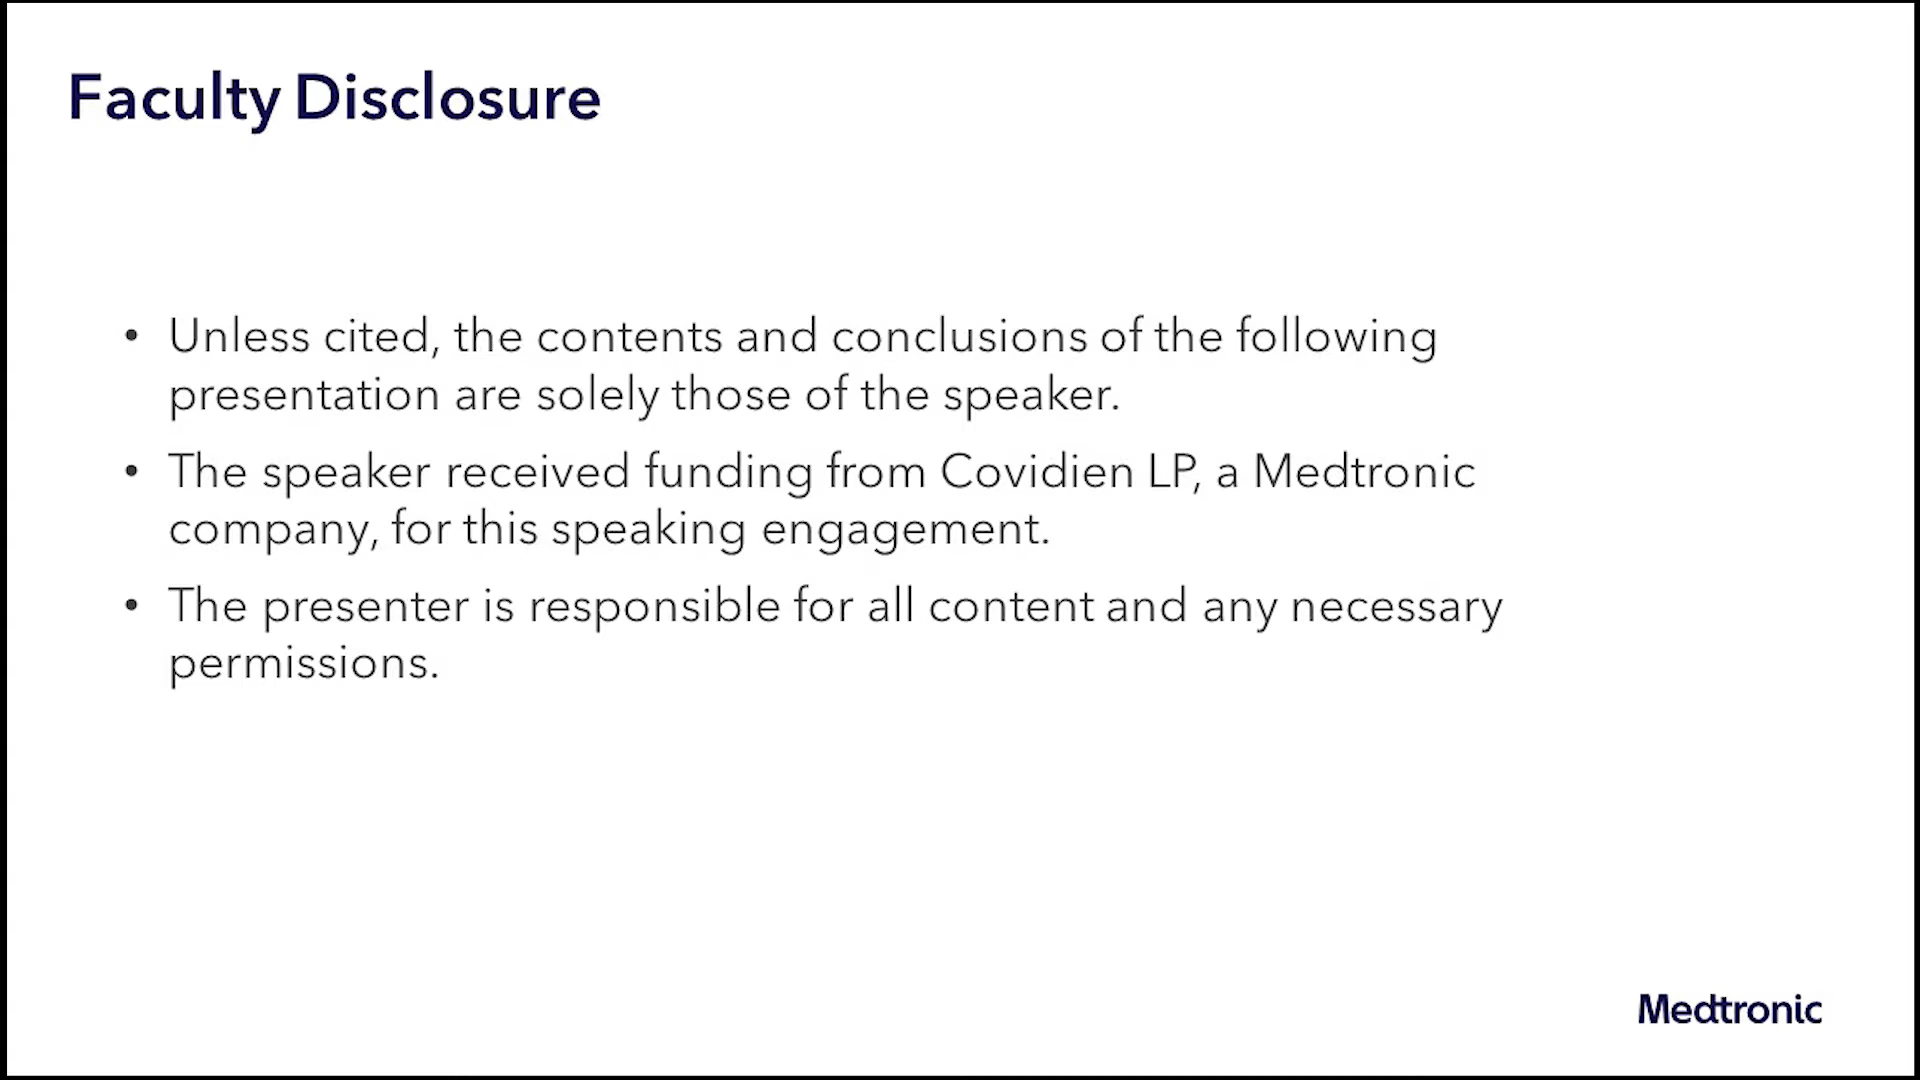 Faculty Disclosure
• Unless cited, the contents and conclusions of the following
presentation are solely those of the speaker.
• The speaker received funding from Covidien LP, a Medtronic
company, for this speaking engagement.
• The presenter is responsible for all content and any necessary
permissions.
Medtronic